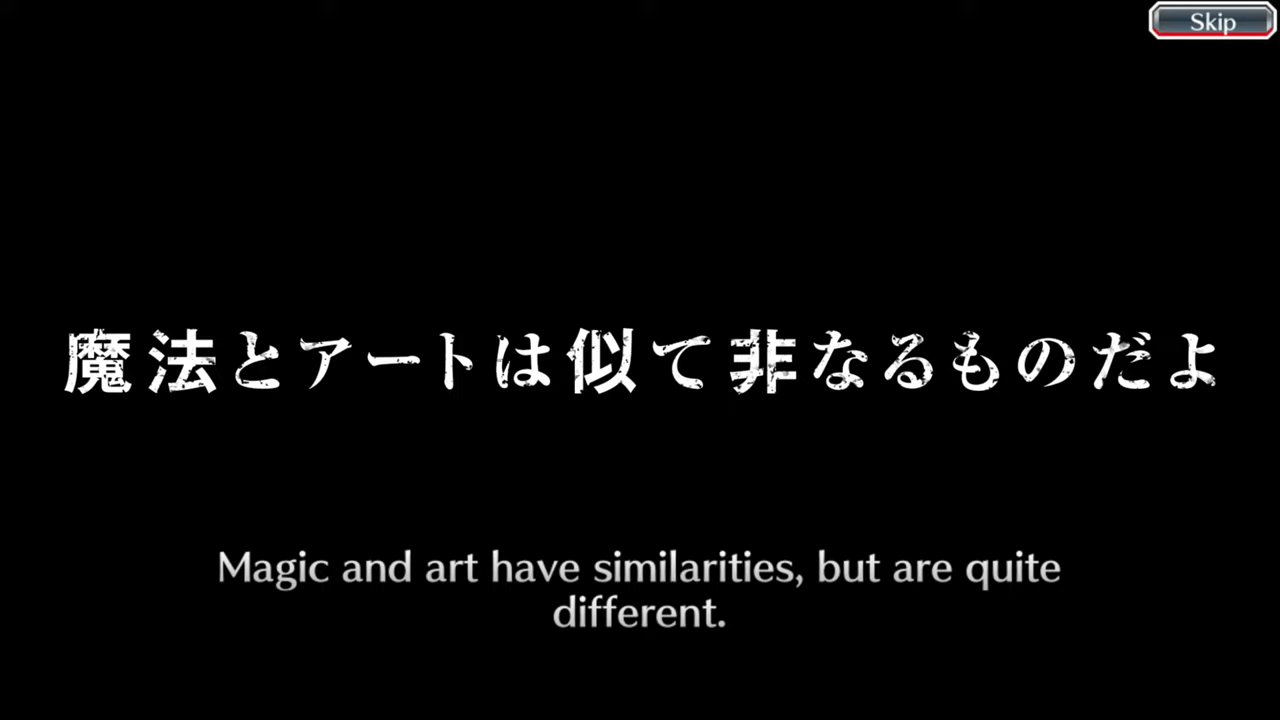 Skip
魔法とアートは似て非なるものだよ
Magic and art have similarities, but are quite
different.